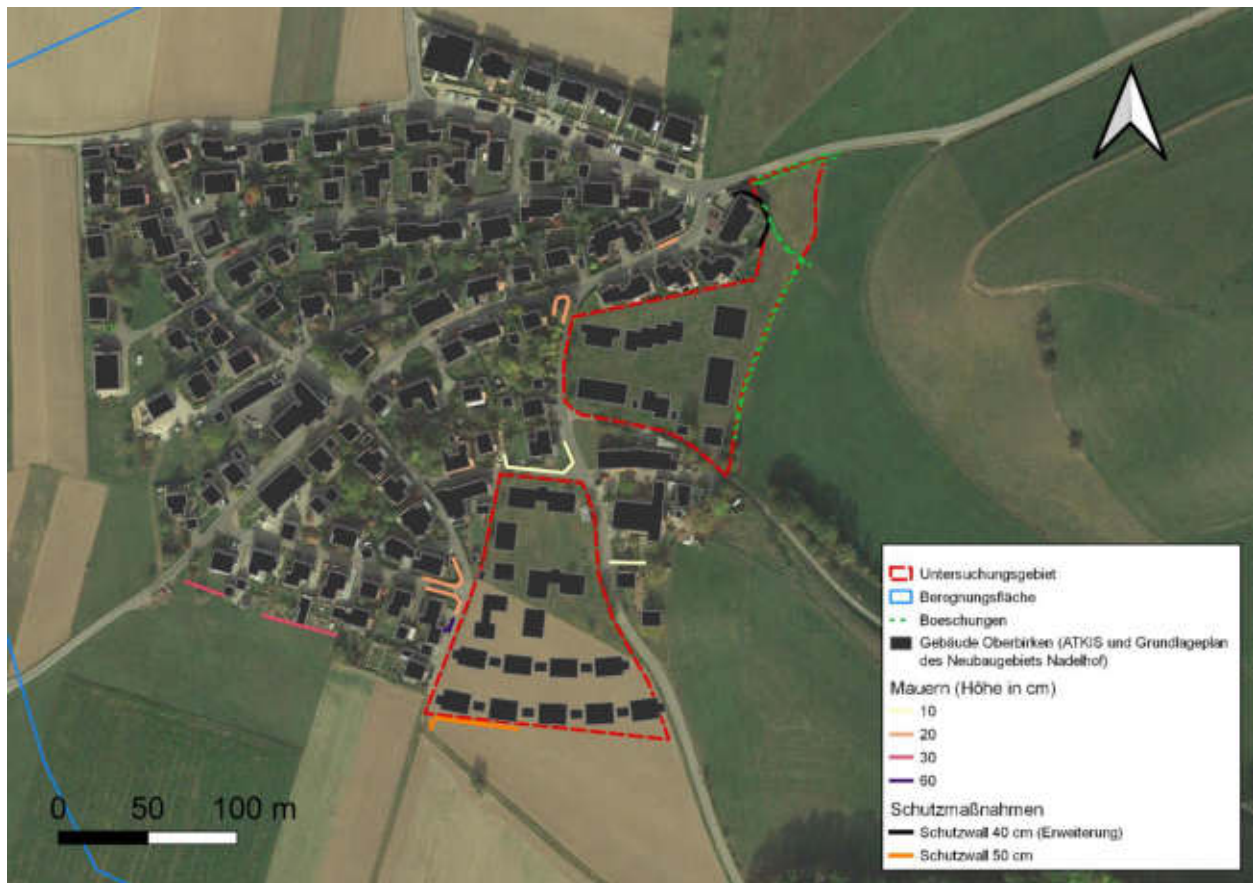 Untersuchungsgebiet
Beregnungsfläche
Boeschungen
Gebäude Oberbirken (ATKIS und Grundlageplan
des Neubaugebiets Nadelhof)
Mauern (Höhe in cm)
10
20
30
60
Schutzmaßnahmen
Schutzwall 40 cm (Erweiterung)
Schutzwall 50 cm
0 50 100 m